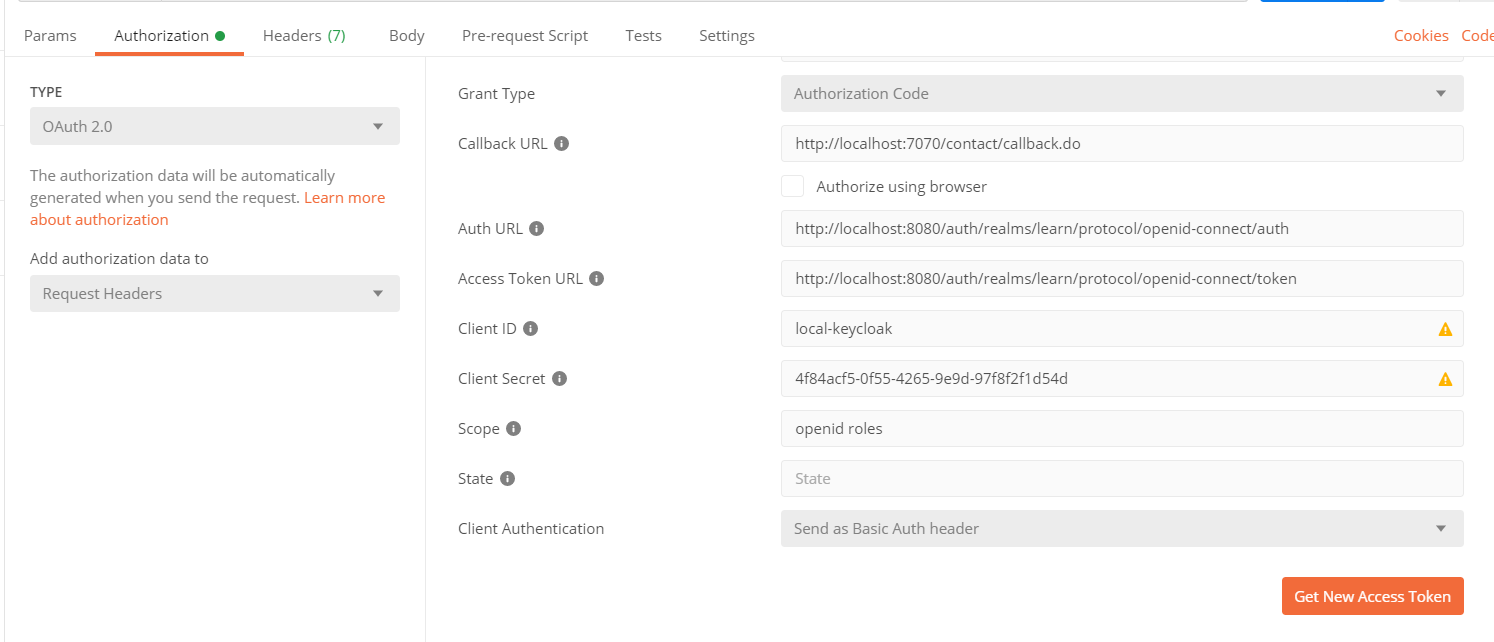 Params Authorization Headers (7) Body Pre-request Script Tests Settings Cookies Code
TYPE
OAuth 2.0
The authorization data will be automatically
generated when you send the request. Learn more
about authorization
Add authorization data to
Request Headers
Grant Type Authorization Code
Callback URL http://localhost:7070/contact/callback.do
Authorize using browser
Auth URL http://localhost:8080/auth/realms/learn/protocol/openid-connect/auth
Access Token URL http://localhost:8080/auth/realms/learn/protocol/openid-connect/token
Client ID local-keycloak
Client Secret 4f84acf5-0f55-4265-9e9d-97f8f2f1d54d
Scope openid roles
State State
Client Authentication Send as Basic Auth header
Get New Access Token